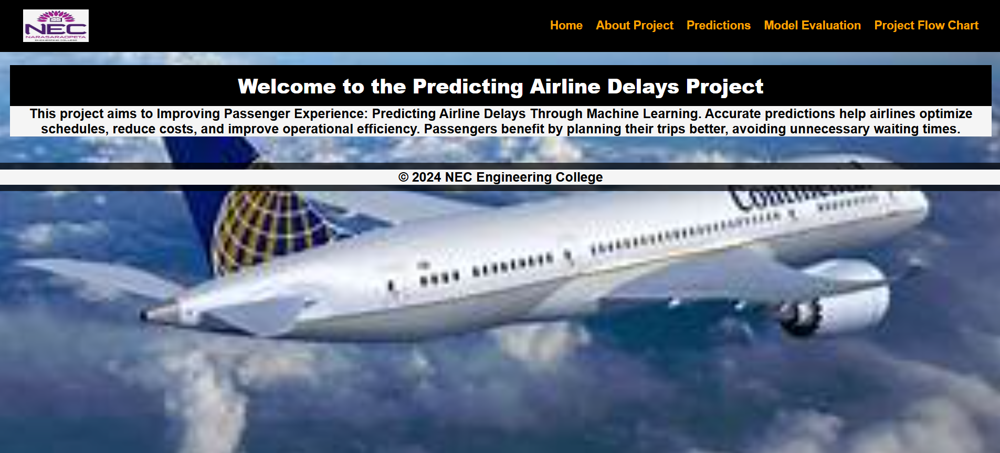 NEC
NARASARAOPETA
ENGINEERING COLLEGE
Home About Project Predictions Model Evaluation Project Flow Chart
Welcome to the Predicting Airline Delays Project
This project aims to Improving Passenger Experience: Predicting Airline Delays Through Machine Learning. Accurate predictions help airlines optimize
schedules, reduce costs, and improve operational efficiency. Passengers benefit by planning their trips better, avoiding unnecessary waiting times.
© 2024 NEC Engineering College